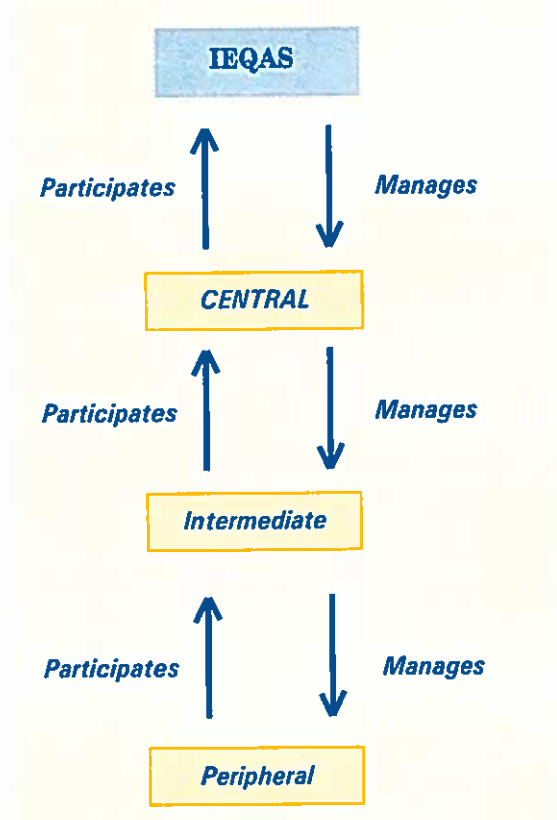 IEQAS
Participates
Manages
CENTRAL
Participates
Manages
Intermediate
Participates
Manages
Peripheral